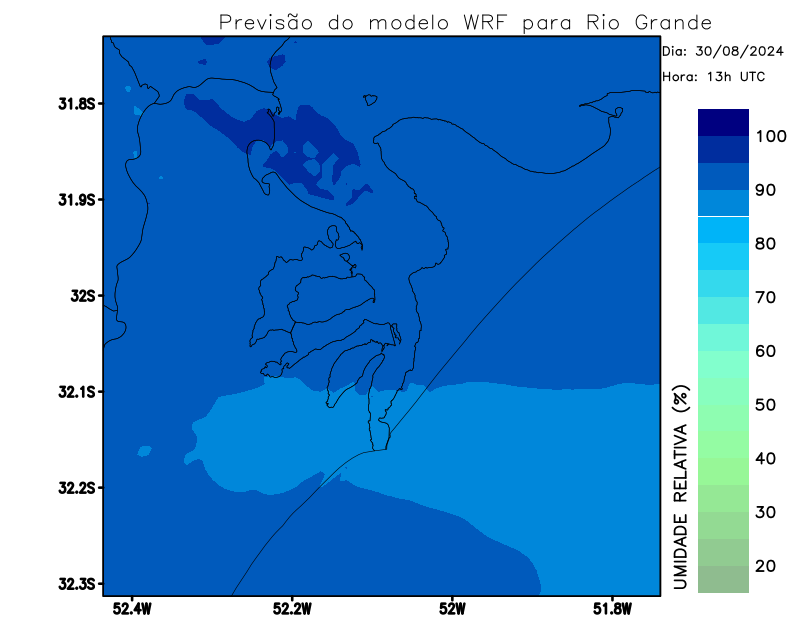 Previsão do modelo WRF para Rio Grande
Dia: 30/08/2024
Hora: 13h UTC
31.8S
31.9S
32S
32.1S
32.2S
32.3S
52.4W 52.2W 52W 51.8W
UMIDADE RELATIVA (%)
100
90
80
70
60
50
40
30
20